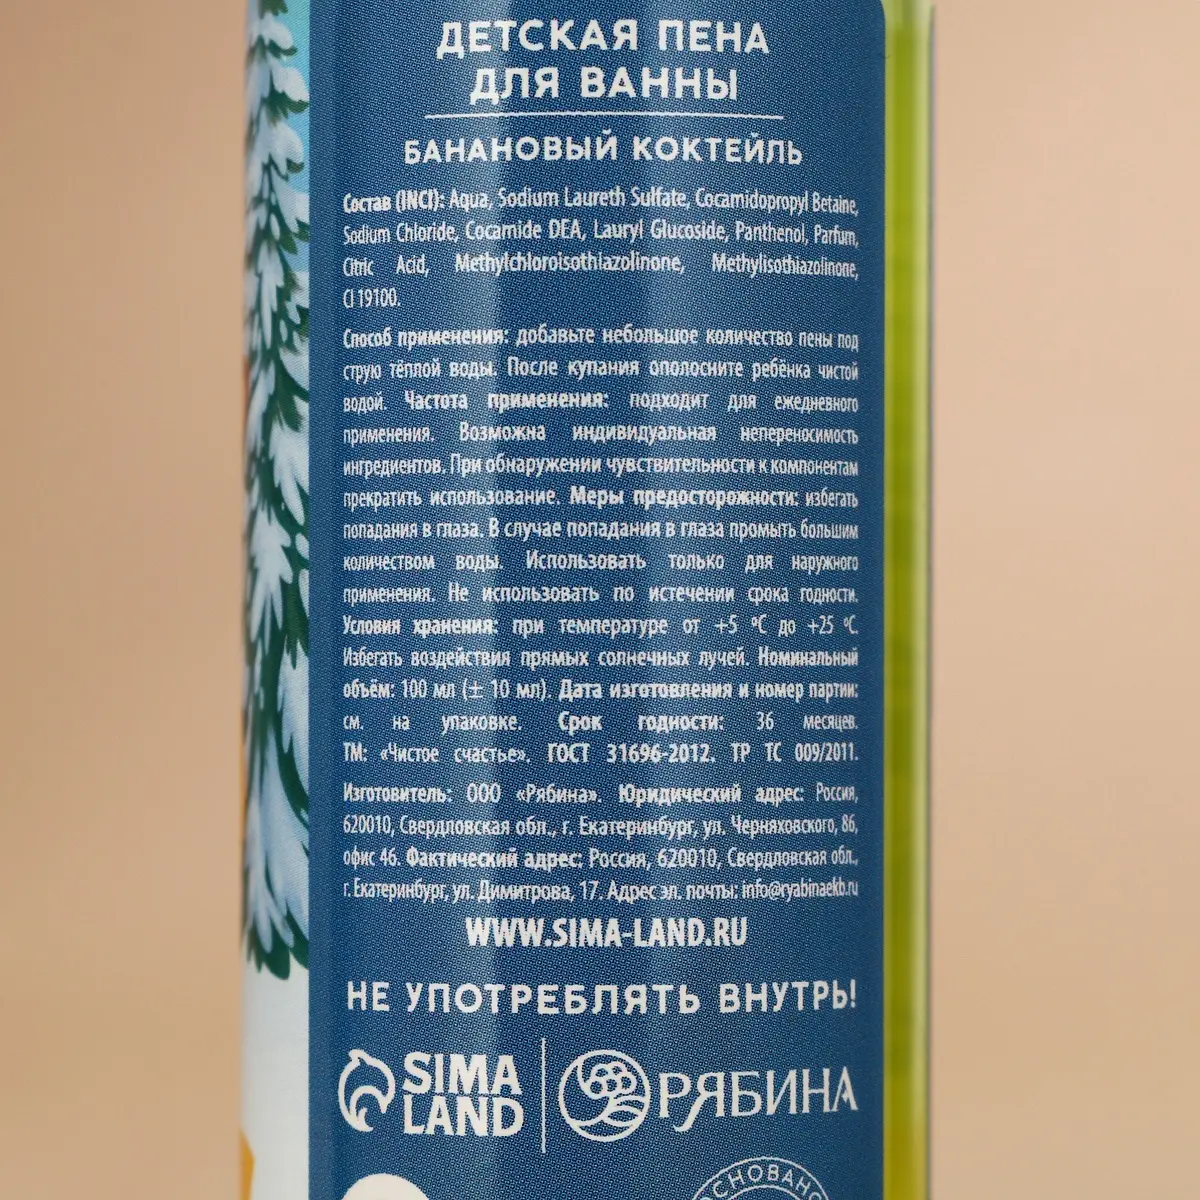 ДЕТСКАЯ ПЕНА
ДЛЯ ВАННЫ
БАНАНОВЫЙ КОКТЕЙЛЬ
Состав (INCI): Aqua, Sodium Laureth Sulfate, Cocamidopropyl Betaine,
Sodium Chloride, Cocamide DEA, Lauryl Glucoside, Panthenol, Parfum,
Citric Acid, Methylchloroisothiazolinone, Methylisothiazolinone,
CI 19100.
Способ применения: добавьте небольшое количество пены под
струю тёплой воды. После купания ополосните ребёнка чистой
водой. Частота применения: подходит для ежедневного
применения. Возможна индивидуальная непереносимость
ингредиентов. При обнаружении чувствительности к компонентам
прекратить использование. Меры предосторожности: избегать
попадания в глаза. В случае попадания в глаза промыть большим
количеством воды. Использовать только для наружного
применения. Не использовать по истечении срока годности.
Условия хранения: при температуре от +5 °C до +25 °C.
Избегать воздействия прямых солнечных лучей. Номинальный
объём: 100 мл (± 10 мл). Дата изготовления и номер партии:
см. на упаковке. Срок годности: 36 месяцев.
ТМ: «Чистое счастье». ГОСТ 31696-2012. ТР ТС 009/2011.
Изготовитель: ООО «Рябина». Юридический адрес: Россия,
620010, Свердловская обл., г. Екатеринбург, ул. Черняховского, 86,
офис 46. Фактический адрес: Россия, 620010, Свердловская обл.,
г. Екатеринбург, ул. Димитрова, 17. Адрес эл. почты: info@ryabinaekb.ru
WWW.SIMA-LAND.RU
НЕ УПОТРЕБЛЯТЬ ВНУТРЬ!
SIMA
LAND
РЯБИНА
ОСНОВАНО